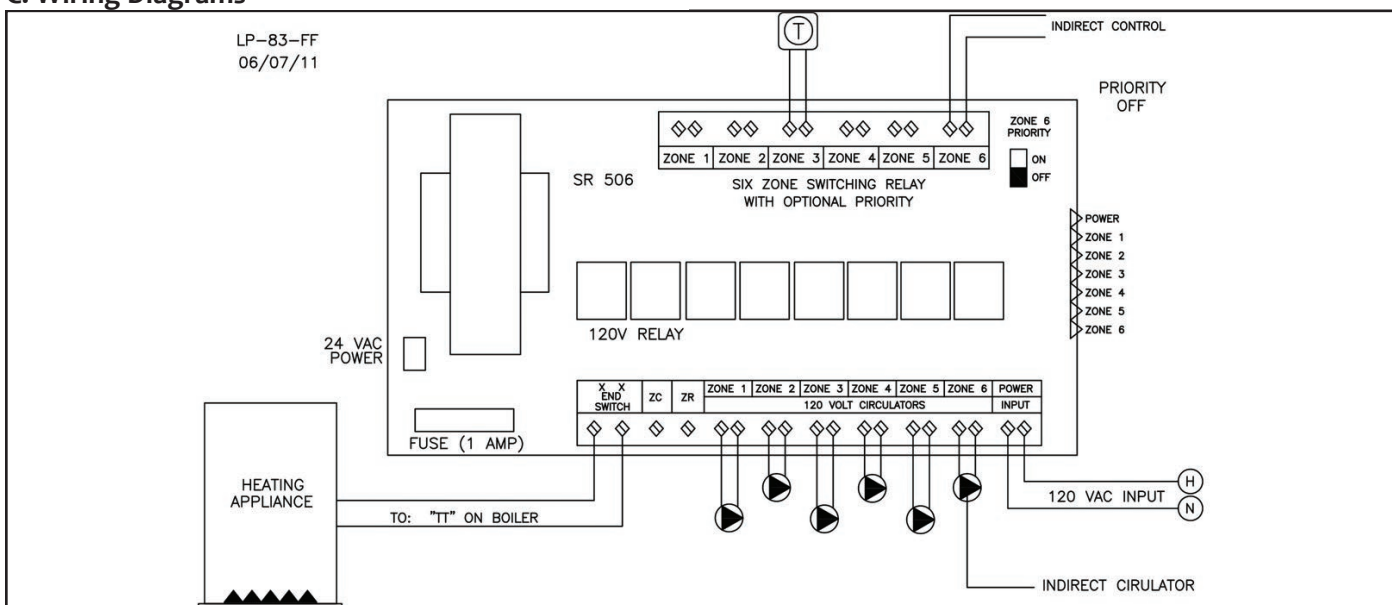 C. Wiring Diagrams
LP-83-FF
06/07/11
T
INDIRECT CONTROL
PRIORITY
OFF
ZONE 1 ZONE 2 ZONE 3 ZONE 4 ZONE 5 ZONE 6
ZONE 6
PRIORITY
ON
OFF
SR 506
SIX ZONE SWITCHING RELAY
WITH OPTIONAL PRIORITY
POWER
ZONE 1
ZONE 2
ZONE 3
ZONE 4
ZONE 5
ZONE 6
120V RELAY
24 VAC
POWER
FUSE (1 AMP)
X X
END
SWITCH
ZC
ZR
ZONE 1 ZONE 2 ZONE 3 ZONE 4 ZONE 5 ZONE 6
120 VOLT CIRCULATORS
POWER
INPUT
HEATING
APPLIANCE
TO: "TT" ON BOILER
120 VAC INPUT
H
N
INDIRECT CIRULATOR